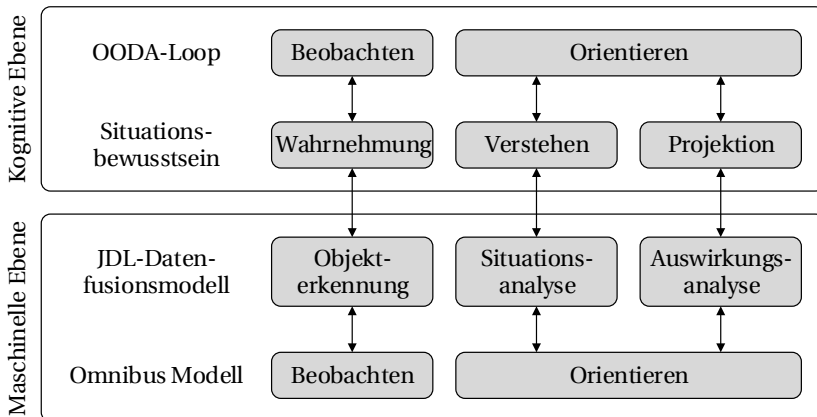 Kognitive Ebene
OODA-Loop
Beobachten
Orientieren
Situations-
bewusstsein
Wahrnehmung
Verstehen
Projektion
Maschinelle Ebene
JDL-Daten-
fusionsmodell
Objekt-
erkennung
Situations-
analyse
Auswirkungs-
analyse
Omnibus Modell
Beobachten
Orientieren